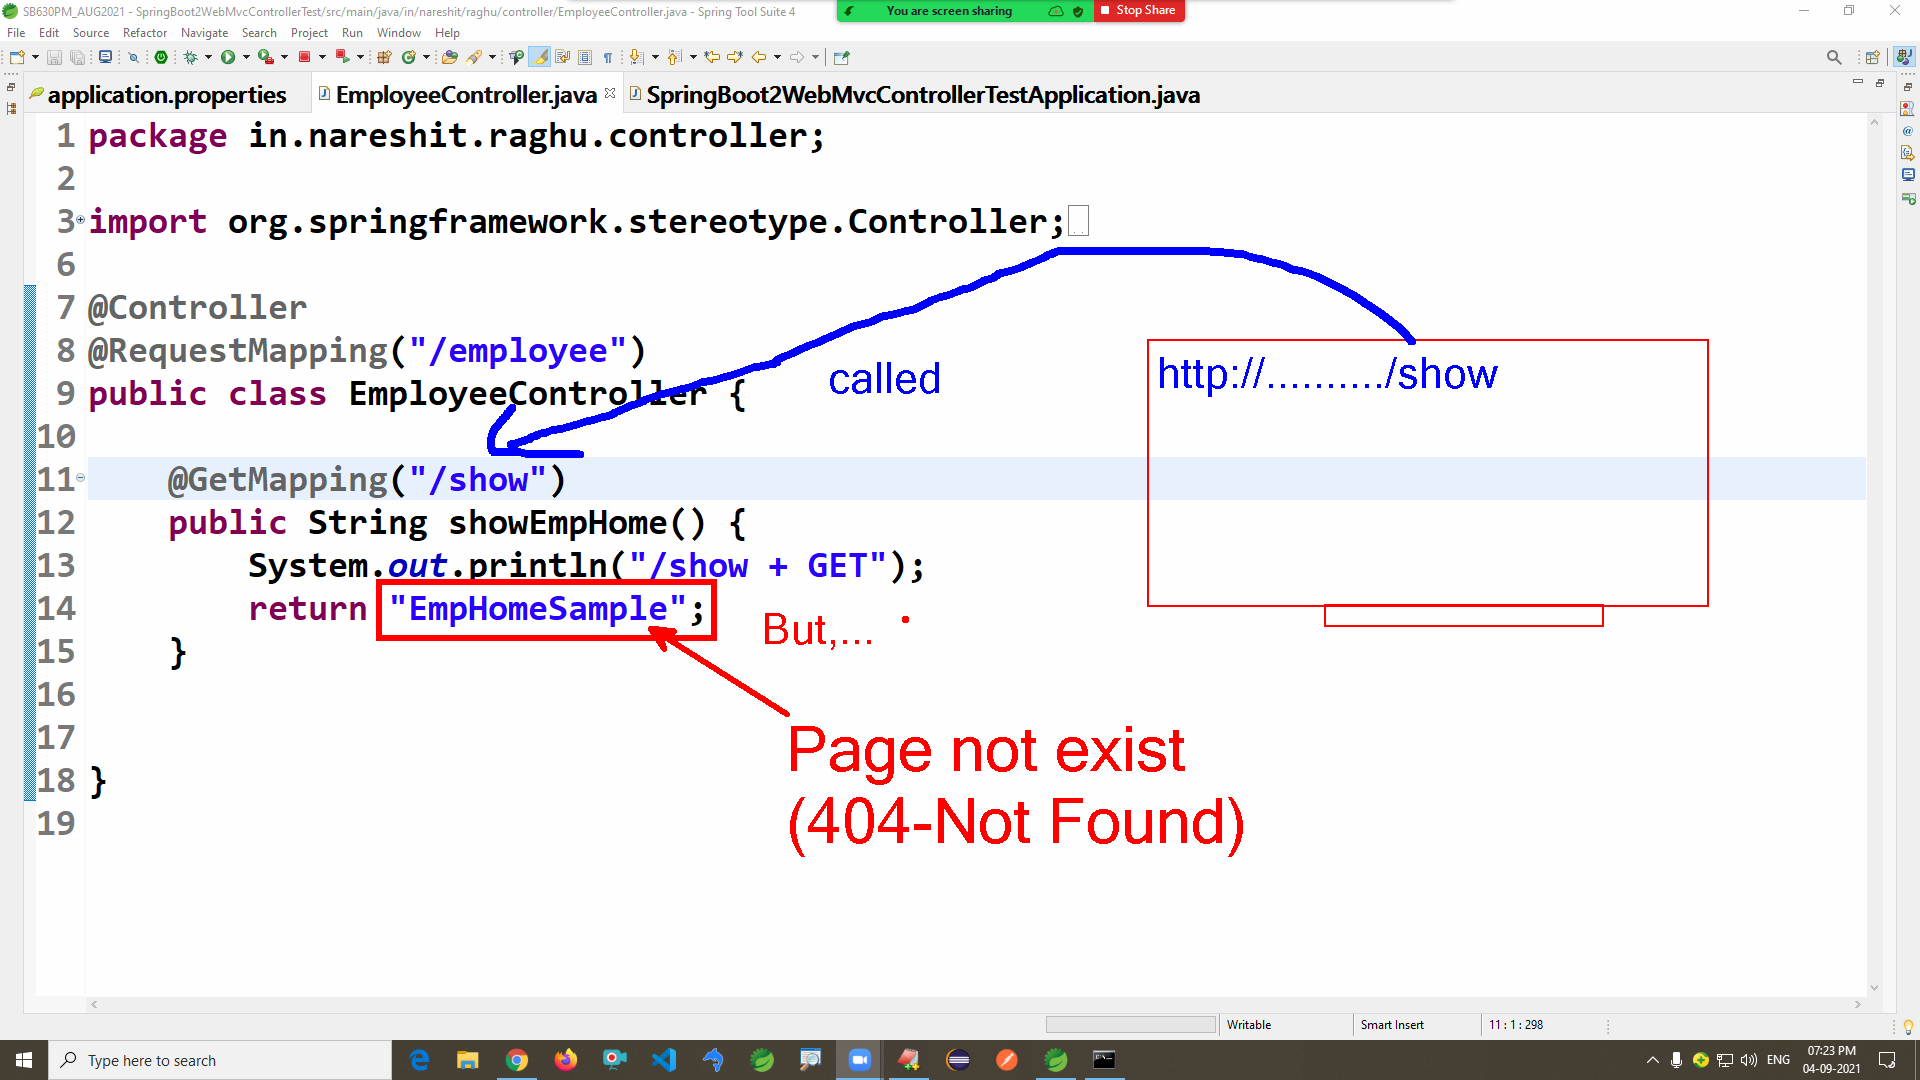 SB630PM_AUG2021 - SpringBoot2WebMvcControllerTest/src/main/java/in/nareshit/raghu/controller/EmployeeController.java - Spring Tool Suite 4
You are screen sharing
Stop Share
File Edit Source Refactor Navigate Search Project Run Window Help
application.properties
EmployeeController.java
SpringBoot2WebMvcControllerTestApplication.java
1 package in.nareshit.raghu.controller;
2
3 import org.springframework.stereotype.Controller;
6
7 @Controller
8 @RequestMapping("/employee")
9 public class EmployeeController {
10
11 @GetMapping("/show")
12 public String showEmpHome() {
13 System.out.println("/show + GET");
14 return "EmpHomeSample";
15 }
16
17
18 }
19
called
http://........../show
But,...
Page not exist
(404-Not Found)
Writable
Smart Insert
11 : 1 : 298
Type here to search
ENG
07:23 PM
04-09-2021